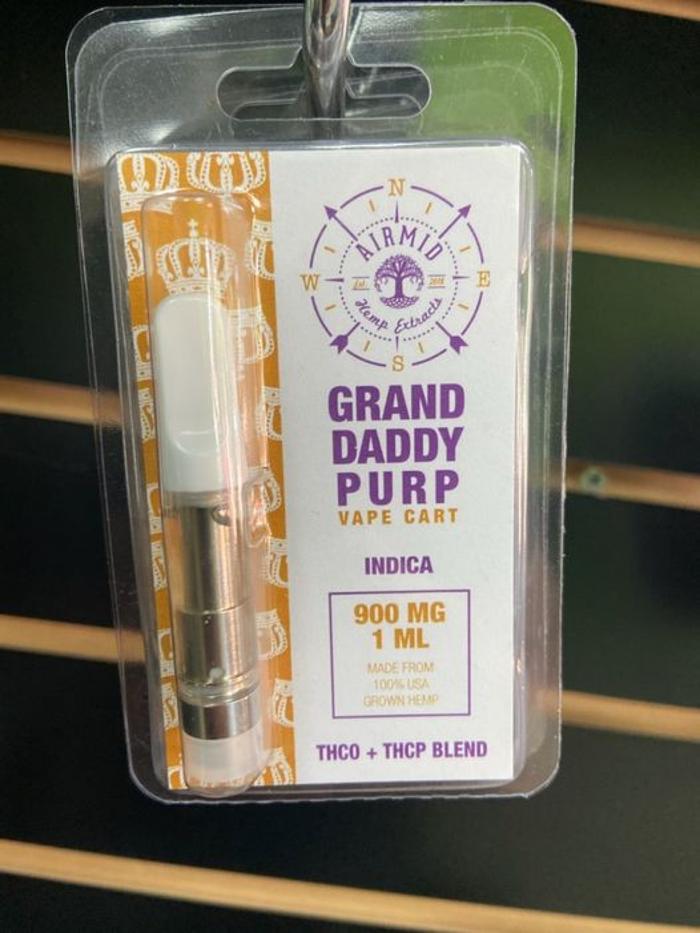 N
W
E
S
AIRMID
Est. 2018
Hemp Extracts
GRAND
DADDY
PURP
VAPE CART
INDICA
900 MG
1 ML
MADE FROM
100% USA
GROWN HEMP
THCO + THCP BLEND